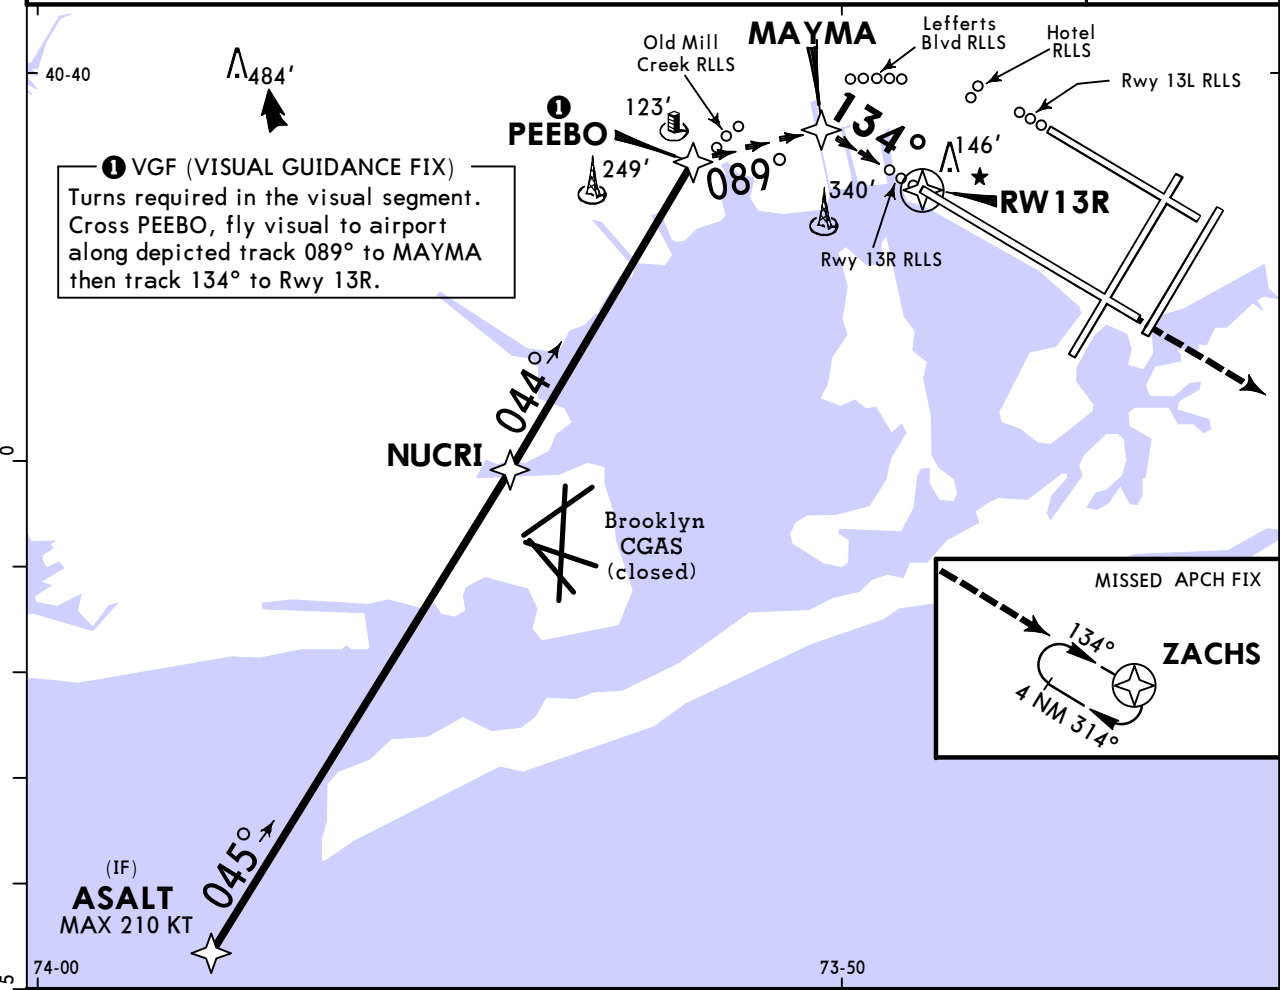 40-40
484’
❶ VGF (VISUAL GUIDANCE FIX)
Turns required in the visual segment.
Cross PEEBO, fly visual to airport
along depicted track 089° to MAYMA
then track 134° to Rwy 13R.
❶
PEEBO
123’
249’
Old Mill
Creek RLLS
MAYMA
Lefferts
Blvd RLLS
Hotel
RLLS
Rwy 13L RLLS
134°
089°
146’
340’
RW13R
Rwy 13R RLLS
044°
NUCRI
Brooklyn
CGAS
(closed)
0
MISSED APCH FIX
134°
ZACHS
4 NM 314°
045°
(IF)
ASALT
MAX 210 KT
5
74-00
73-50